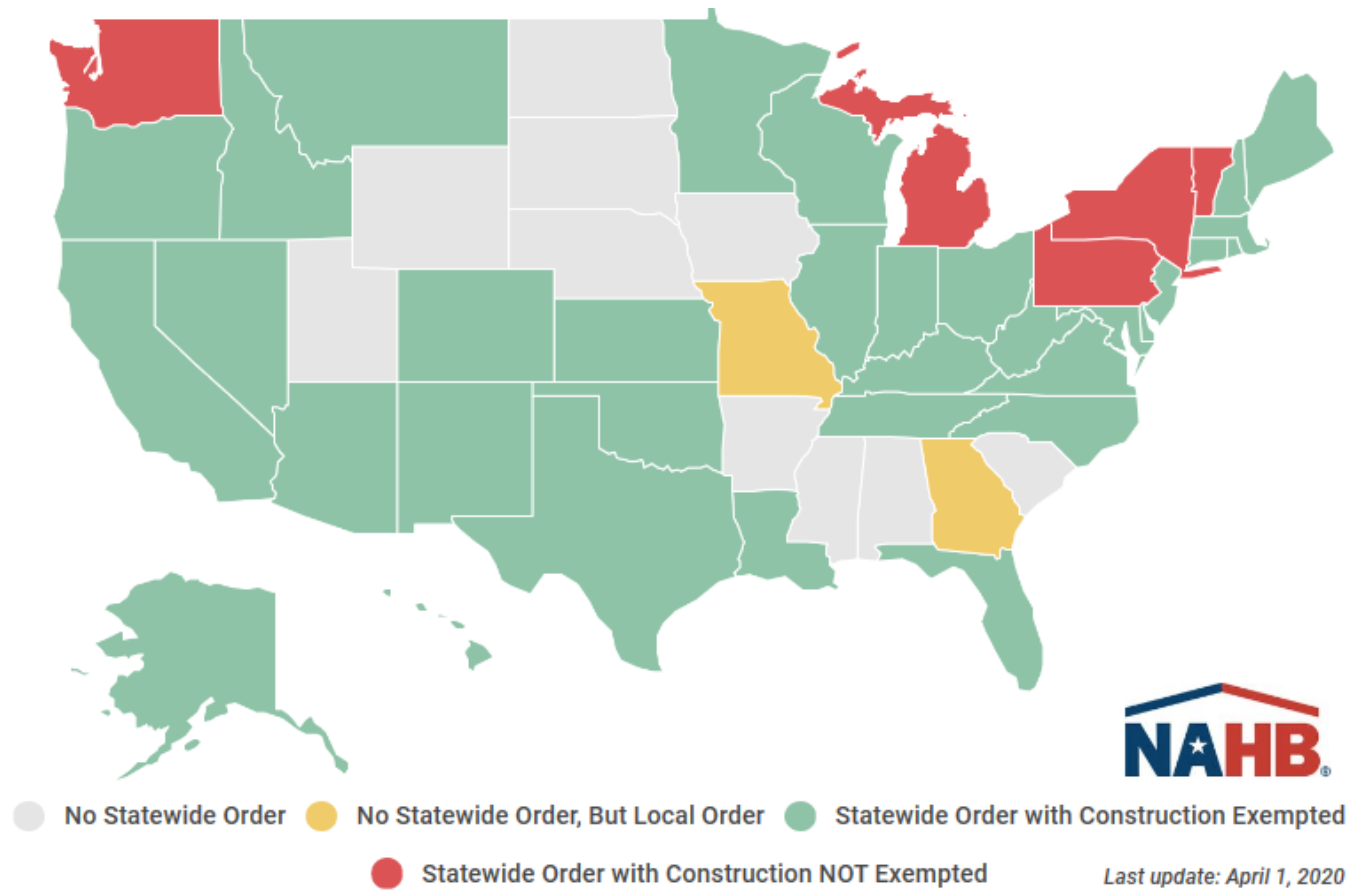 NAHB®
No Statewide Order
No Statewide Order, But Local Order
Statewide Order with Construction Exempted
Statewide Order with Construction NOT Exempted
Last update: April 1, 2020